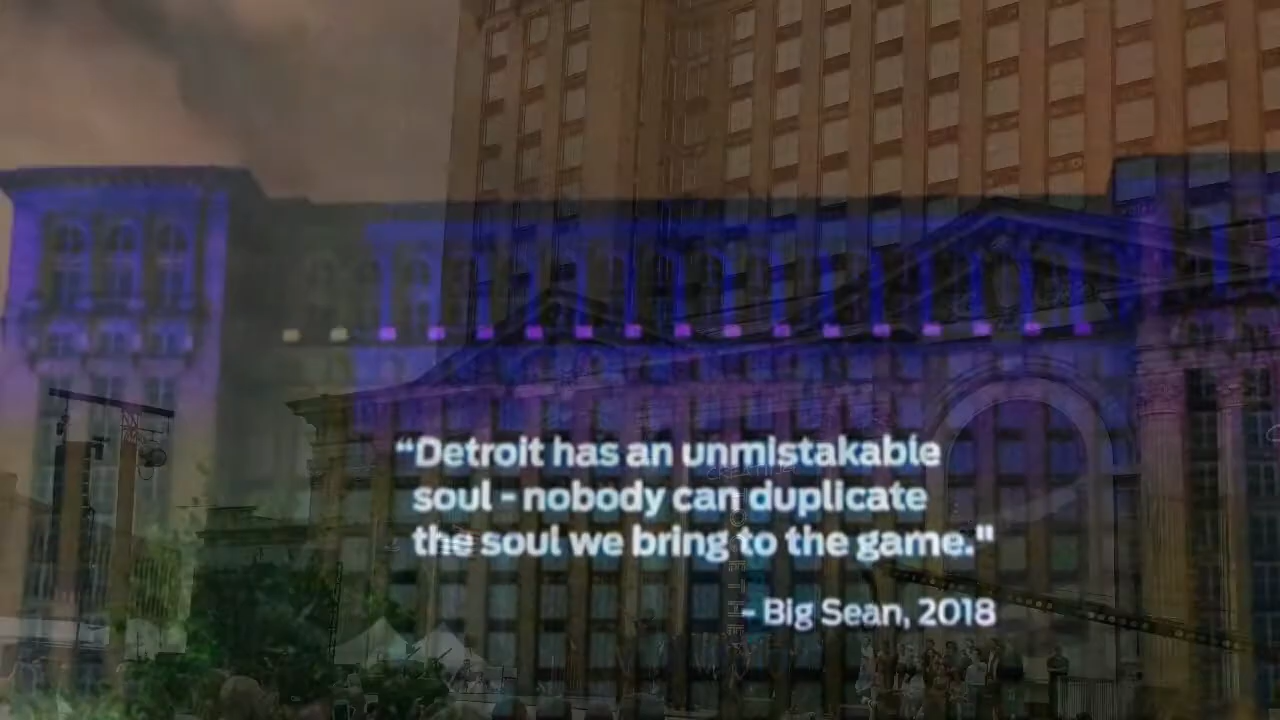 “Detroit has an unmistakable
soul - nobody can duplicate
the soul we bring to the game."
- Big Sean, 2018